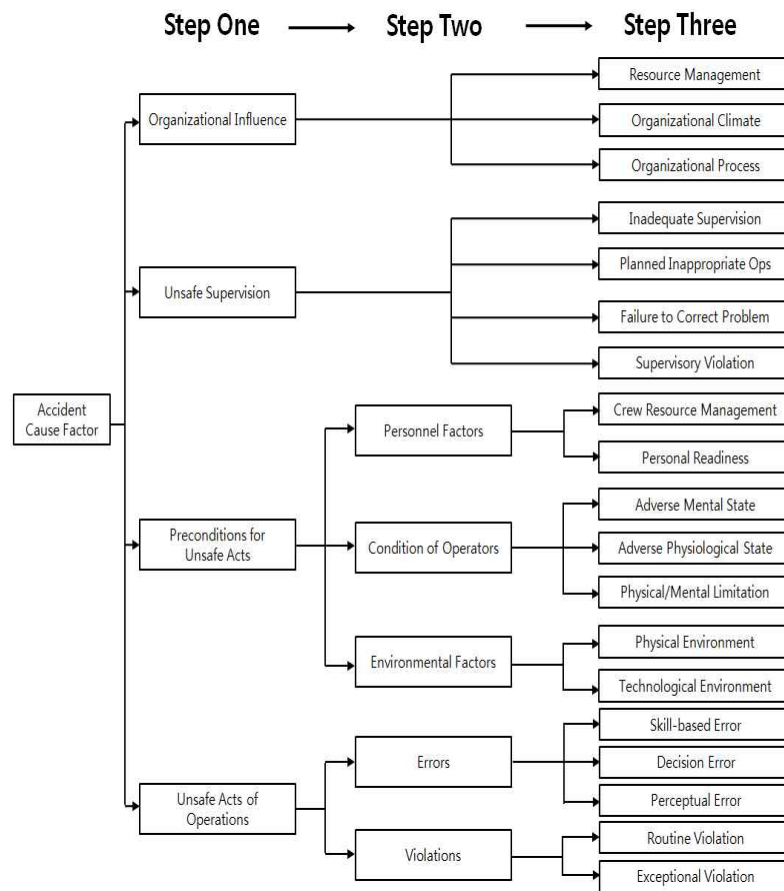 Step One
Step Two
Step Three
Accident
Cause Factor
Organizational Influence
Resource Management
Organizational Climate
Organizational Process
Unsafe Supervision
Inadequate Supervision
Planned Inappropriate Ops
Failure to Correct Problem
Supervisory Violation
Preconditions for
Unsafe Acts
Personnel Factors
Crew Resource Management
Personal Readiness
Condition of Operators
Adverse Mental State
Adverse Physiological State
Physical/Mental Limitation
Environmental Factors
Physical Environment
Technological Environment
Unsafe Acts of
Operations
Errors
Skill-based Error
Decision Error
Perceptual Error
Violations
Routine Violation
Exceptional Violation